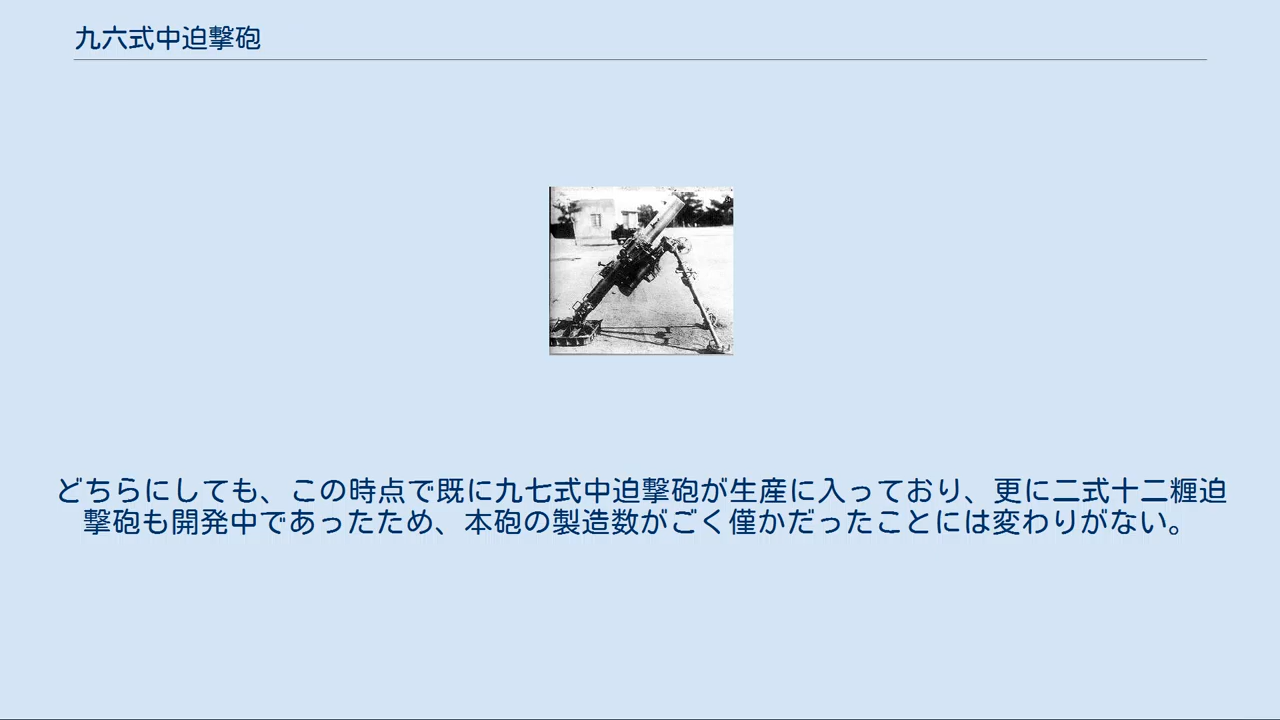 九六式中迫撃砲
どちらにしても、この時点で既に九七式中迫撃砲が生産に入っており、更に二式十二糎迫
撃砲も開発中であったため、本砲の製造数がごく僅かだったことには変わりがない。